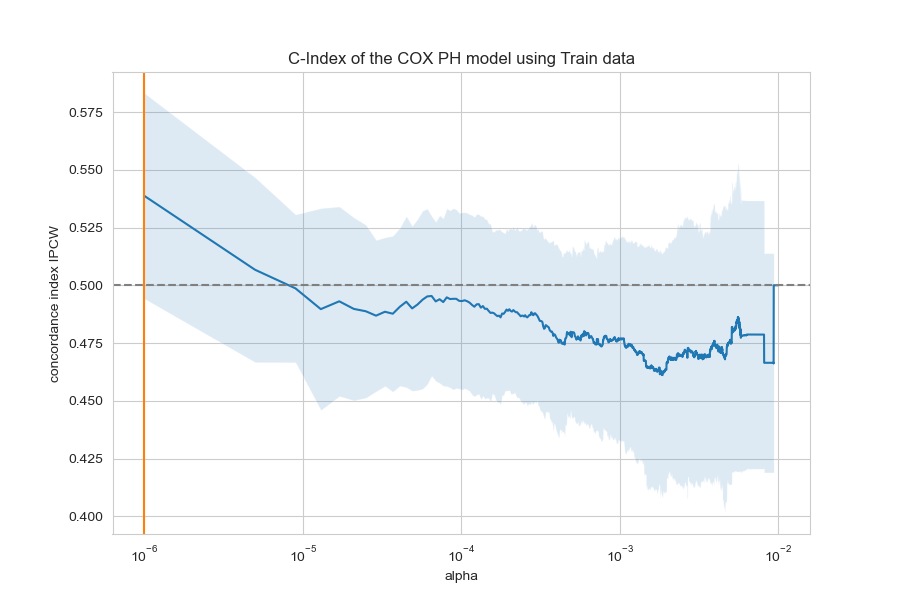 C-Index of the COX PH model using Train data
concordance index IPCW
0.575
0.550
0.525
0.500
0.475
0.450
0.425
0.400
10⁻⁶ 10⁻⁵ 10⁻⁴ 10⁻³ 10⁻²
alpha